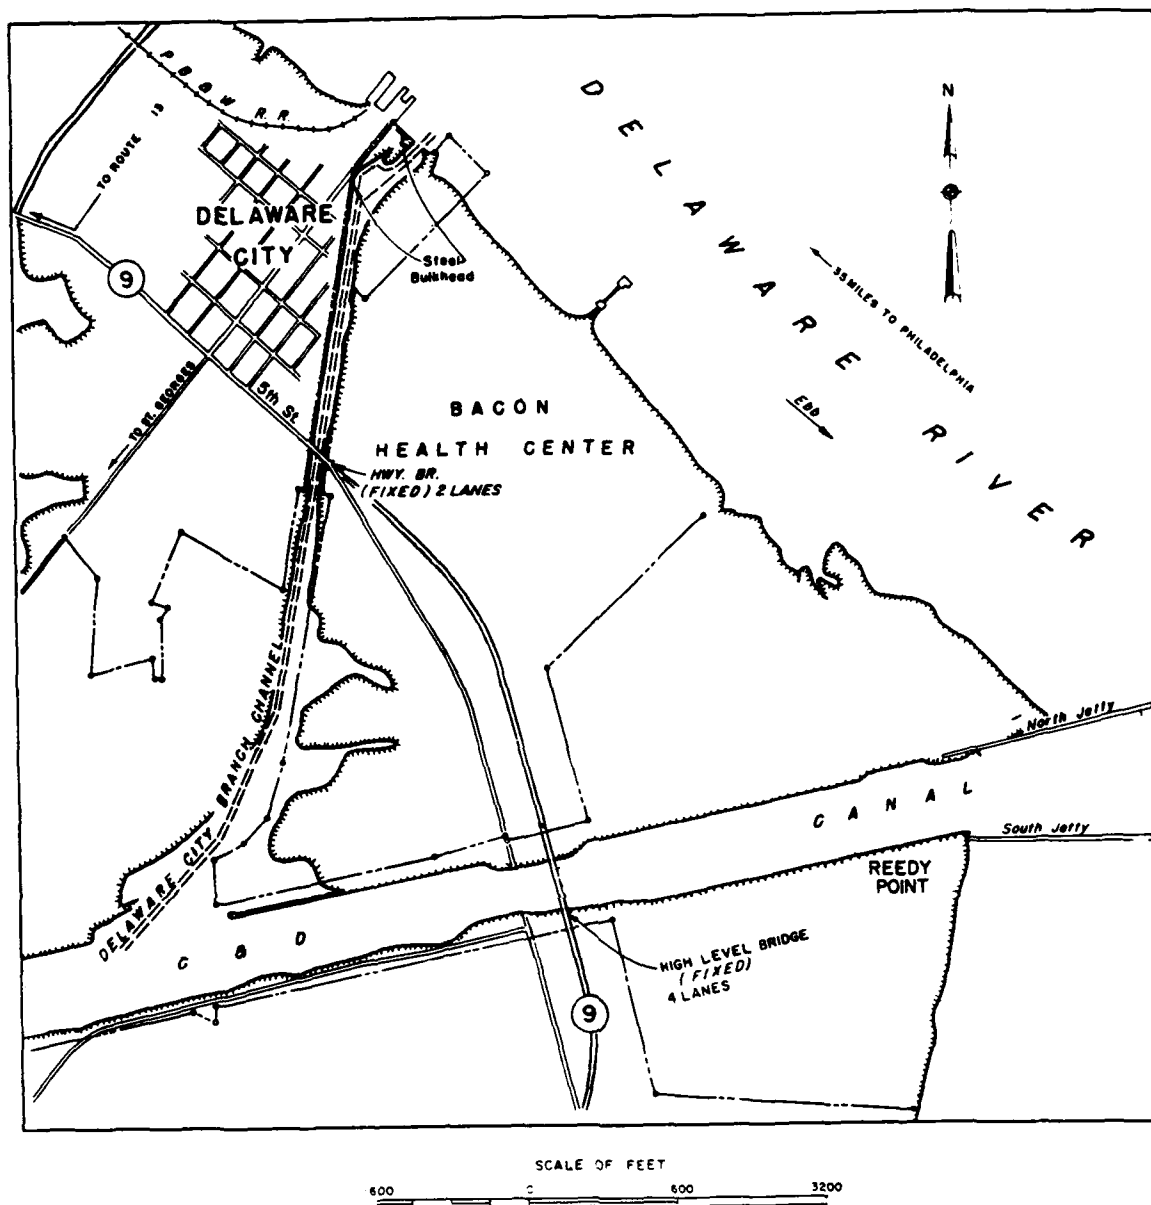 P. B. & W. R. R.
TO ROUTE 13
N
DELAWARE RIVER
DELAWARE
CITY
Steel
Bulkhead
9
35 MILES TO PHILADELPHIA
EBB
TO ST. GEORGES
5th St.
BACON
HEALTH CENTER
HWY. BR.
(FIXED) 2 LANES
DELAWARE CITY BRANCH CHANNEL
North Jetty
CANAL
South Jetty
REEDY
POINT
C & D
HIGH LEVEL BRIDGE
(FIXED)
4 LANES
9
SCALE OF FEET
600 0 600 3200